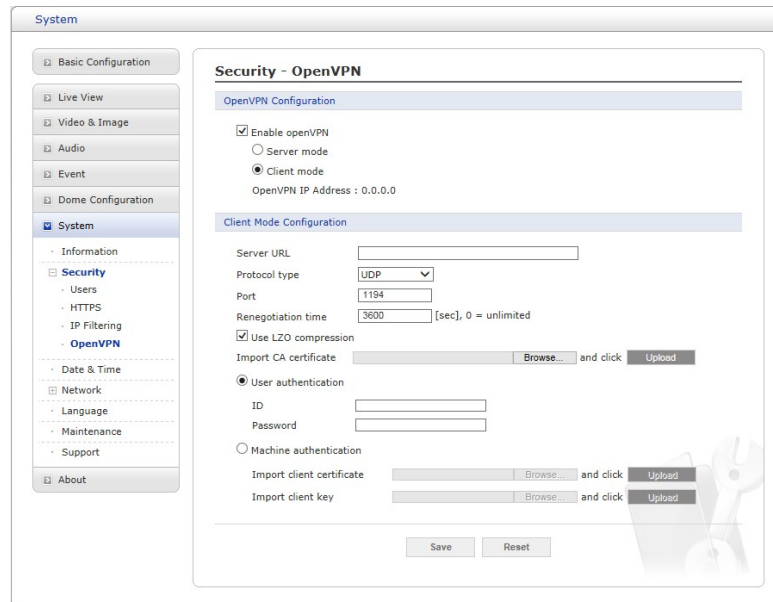 System
Basic Configuration
Live View
Video & Image
Audio
Event
Dome Configuration
System
Information
Security
Users
HTTPS
IP Filtering
OpenVPN
Date & Time
Network
Language
Maintenance
Support
About
Security - OpenVPN
OpenVPN Configuration
Enable openVPN
Server mode
Client mode
OpenVPN IP Address : 0.0.0.0
Client Mode Configuration
Server URL
Protocol type UDP
Port 1194
Renegotiation time 3600 [sec], 0 = unlimited
Use LZO compression
Import CA certificate Browse... and click Upload
User authentication
ID
Password
Machine authentication
Import client certificate Browse... and click Upload
Import client key Browse... and click Upload
Save Reset